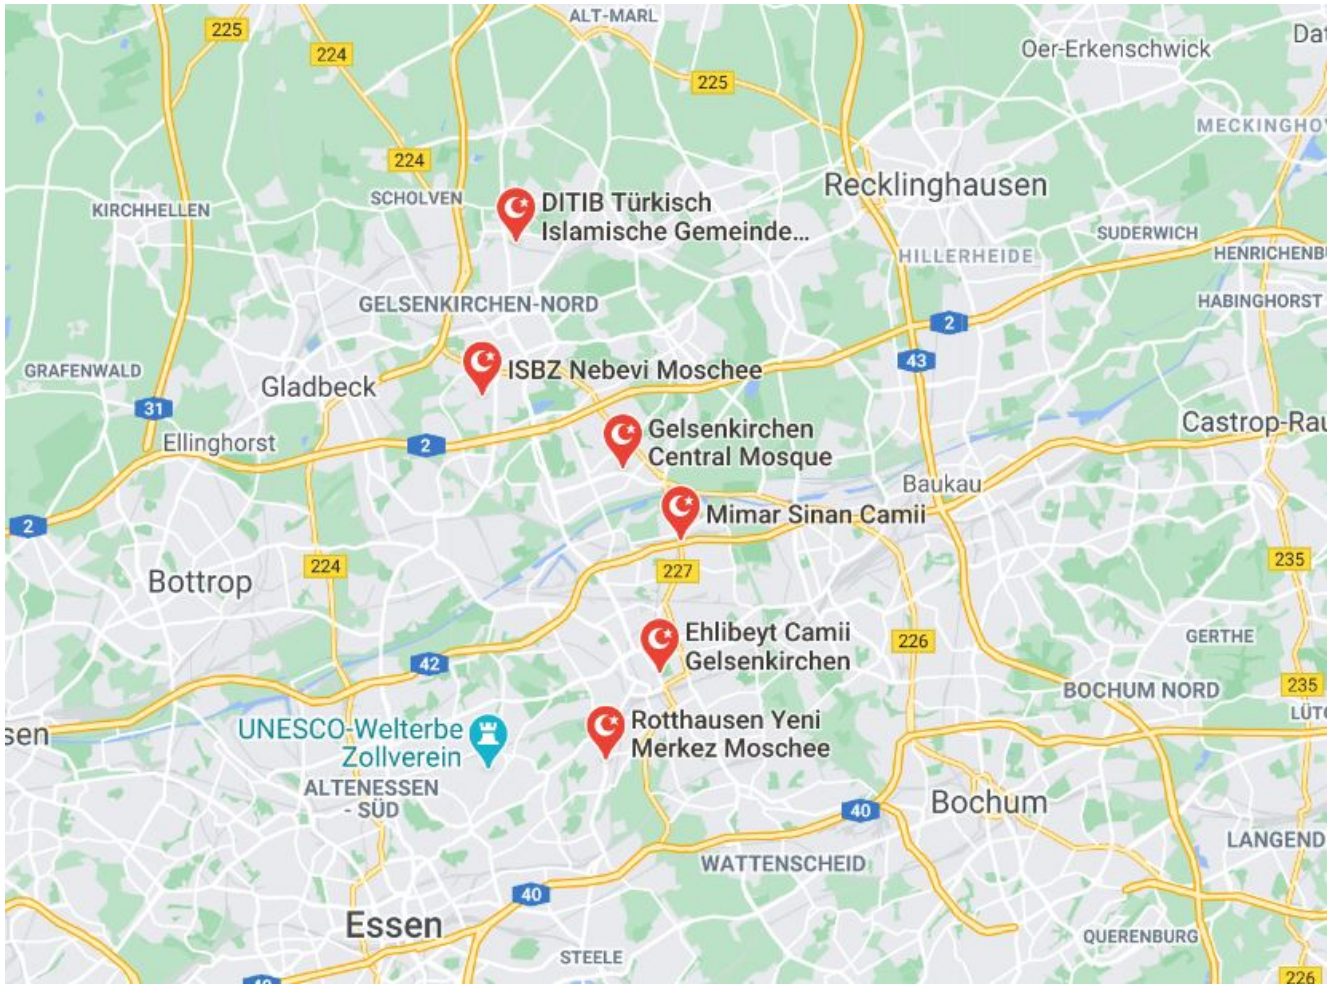 ALT-MARL
225
224
Oer-Erkenschwick
225
MECKINGHO
224
SCHOLVEN
KIRCHHELLEN
DITIB Türkisch
Islamische Gemeinde...
Recklinghausen
SUDERWICH
HILLERHEIDE
HENRICHENB
GELSENKIRCHEN-NORD
HABINGHORST
2
43
GRAFENWALD
ISBZ Nebevi Moschee
Gladbeck
31
Ellinghorst
2
Gelsenkirchen
Central Mosque
Castrop-Rau
Baukau
2
Mimar Sinan Camii
Bottrop
224
227
235
Ehlibeyt Camii
Gelsenkirchen
226
GERTHE
42
BOCHUM NORD
235
LÜT
sen
UNESCO-Welterbe
Zollverein
Rotthausen Yeni
Merkez Moschee
ALTENESSEN
- SÜD
40
Bochum
LANGEND
WATTENSCHEID
40
Essen
QUERENBURG
STEELE
226